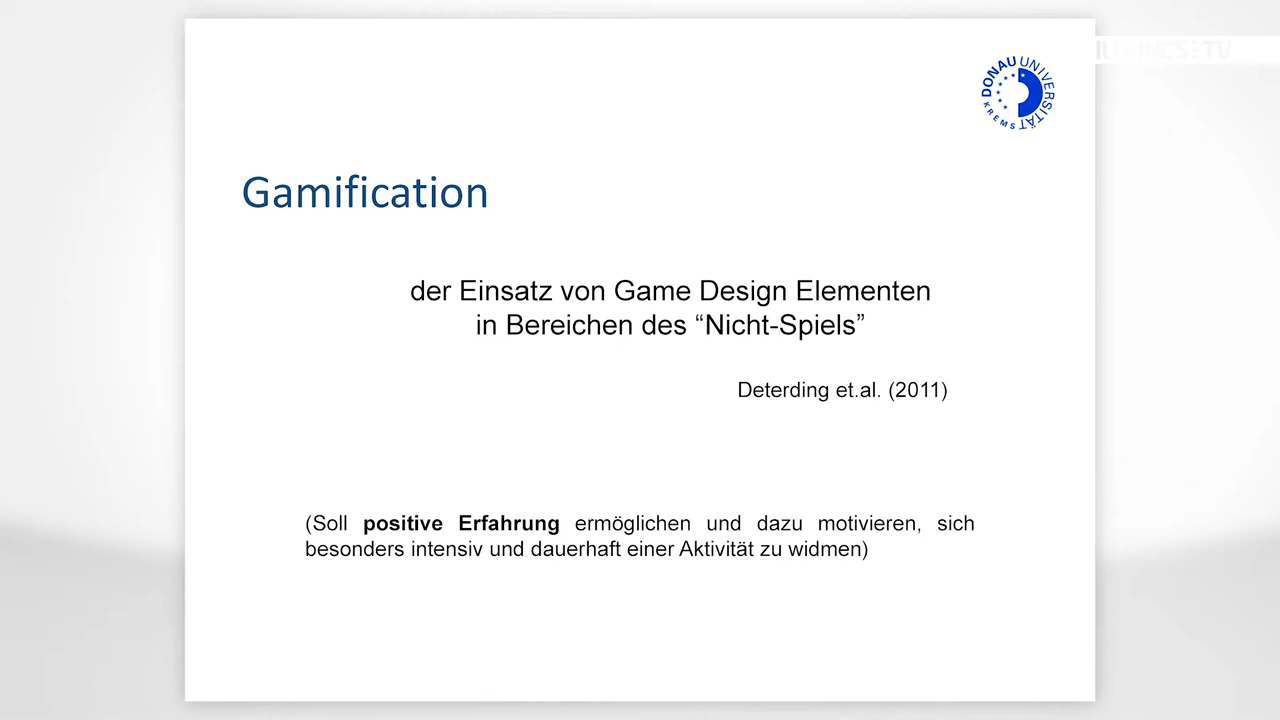 DONAU UNIVERSITÄT
KREMS
Gamification
der Einsatz von Game Design Elementen
in Bereichen des “Nicht-Spiels”
Deterding et.al. (2011)
(Soll positive Erfahrung ermöglichen und dazu motivieren, sich
besonders intensiv und dauerhaft einer Aktivität zu widmen)